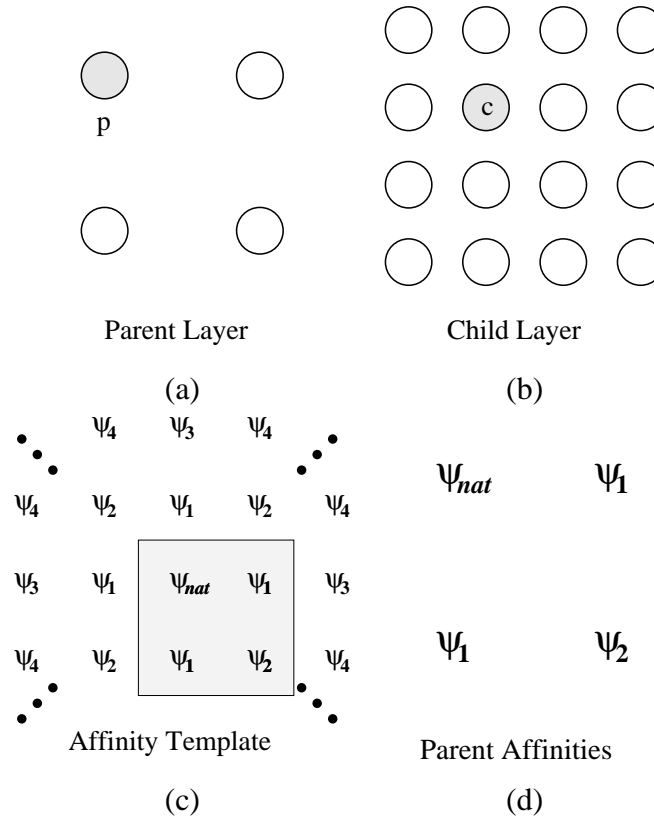 p
c
Parent Layer
Child Layer
(a)
(b)
ψ4 ψ3 ψ4
ψ4 ψ2 ψ1 ψ2 ψ4
ψ3 ψ1 ψnat ψ1 ψ3
ψ4 ψ2 ψ1 ψ2 ψ4
Affinity Template
(c)
ψnat ψ1
ψ1 ψ2
Parent Affinities
(d)